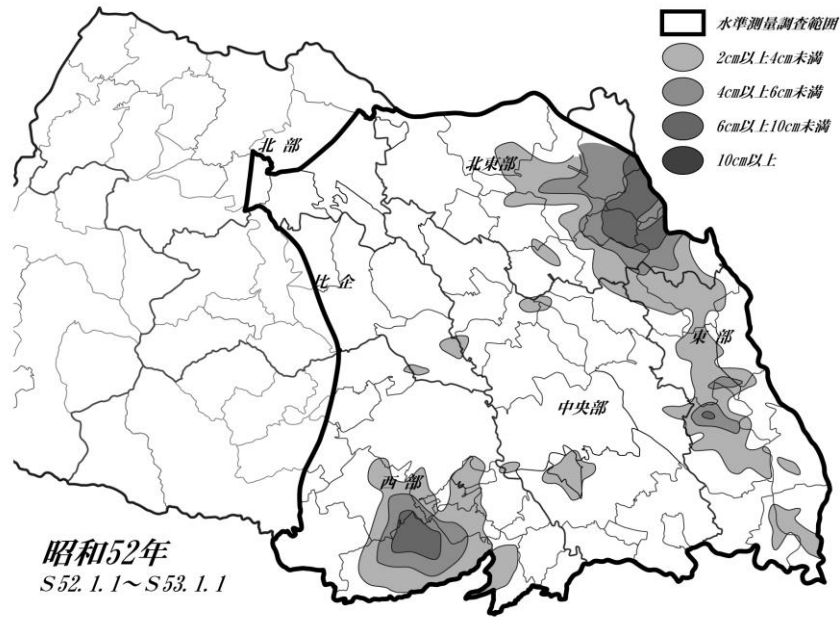 水準測量調査範囲
2cm以上4cm未満
4cm以上6cm未満
6cm以上10cm未満
10cm以上
北部
北東部
比企
東部
中央部
西部
昭和52年
S52.1.1～S53.1.1